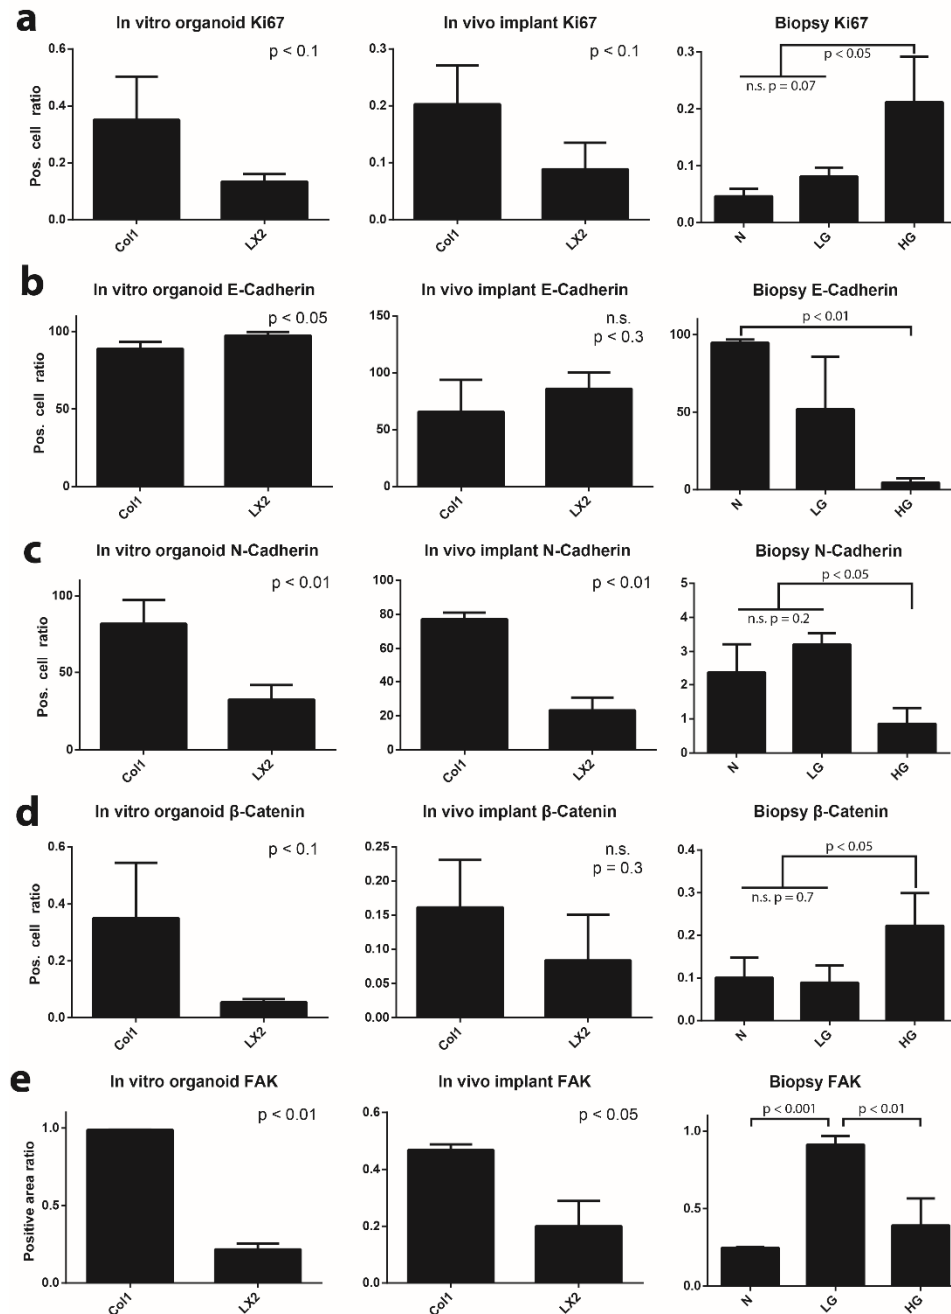 a
In vitro organoid Ki67
p < 0.1
Pos. cell ratio
0.6
0.4
0.2
0.0
Col1
LX2
In vivo implant Ki67
p < 0.1
0.3
0.2
0.1
0.0
Col1
LX2
Biopsy Ki67
p < 0.05
n.s. p = 0.07
0.3
0.2
0.1
0.0
N
LG
HG
b
In vitro organoid E-Cadherin
p < 0.05
Pos. cell ratio
100
50
0
Col1
LX2
In vivo implant E-Cadherin
n.s.
p < 0.3
150
100
50
0
Col1
LX2
Biopsy E-Cadherin
p < 0.01
100
50
0
N
LG
HG
c
In vitro organoid N-Cadherin
p < 0.01
Pos. cell ratio
100
50
0
Col1
LX2
In vivo implant N-Cadherin
p < 0.01
80
60
40
20
0
Col1
LX2
Biopsy N-Cadherin
p < 0.05
n.s. p = 0.2
5
4
3
2
1
0
N
LG
HG
d
In vitro organoid β-Catenin
p < 0.1
Pos. cell ratio
0.6
0.4
0.2
0.0
Col1
LX2
In vivo implant β-Catenin
n.s.
p = 0.3
0.25
0.20
0.15
0.10
0.05
0.00
Col1
LX2
Biopsy β-Catenin
p < 0.05
n.s. p = 0.7
0.4
0.3
0.2
0.1
0.0
N
LG
HG
e
In vitro organoid FAK
p < 0.01
Positive area ratio
1.0
0.5
0.0
Col1
LX2
In vivo implant FAK
p < 0.05
0.6
0.4
0.2
0.0
Col1
LX2
Biopsy FAK
p < 0.001
p < 0.01
1.0
0.5
0.0
N
LG
HG